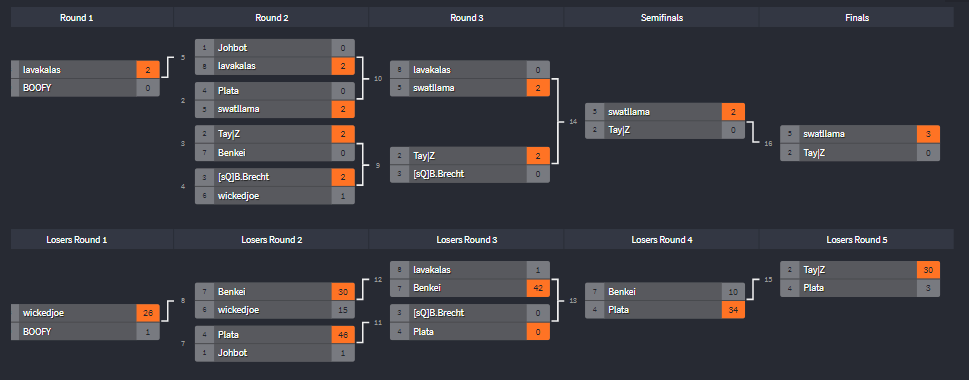 Round 1 Round 2 Round 3 Semifinals Finals
lavakalas 2
BOOFY 0
3
1 Johbot 0
8 lavakalas 2
2
4 Plata 0
5 swatllama 2
3
2 Tay|Z 2
7 Benkei 0
4
3 [sQ]B.Brecht 2
6 wickedjoe 1
10
8 lavakalas 0
5 swatllama 2
9
2 Tay|Z 2
3 [sQ]B.Brecht 0
14
5 swatllama 2
2 Tay|Z 0
16
5 swatllama 3
2 Tay|Z 0
Losers Round 1 Losers Round 2 Losers Round 3 Losers Round 4 Losers Round 5
wickedjoe 26
BOOFY 1
8
7 Benkei 30
6 wickedjoe 15
7
4 Plata 46
1 Johbot 1
12
8 lavakalas 1
7 Benkei 42
11
3 [sQ]B.Brecht 0
4 Plata 0
13
7 Benkei 10
4 Plata 34
15
2 Tay|Z 30
4 Plata 3